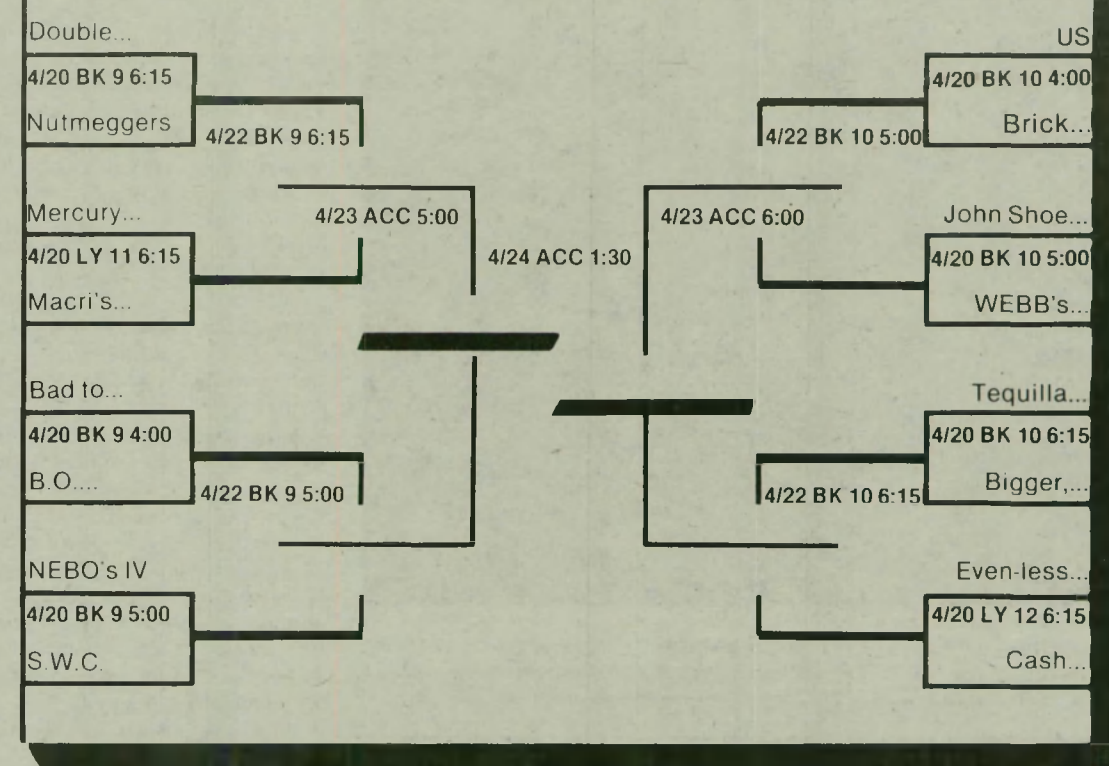 Double...
4/20 BK 9 6:15
Nutmeggers
4/22 BK 9 6:15
Mercury...
4/23 ACC 5:00
4/20 LY 11 6:15
Macri's...
Bad to...
4/20 BK 9 4:00
B.O....
4/22 BK 9 5:00
NEBO's IV
4/20 BK 9 5:00
S.W.C.
4/24 ACC 1:30
US
4/20 BK 10 4:00
Brick...
4/22 BK 10 5:00
John Shoe...
4/23 ACC 6:00
4/20 BK 10 5:00
WEBB's...
Tequilla...
4/20 BK 10 6:15
Bigger,...
4/22 BK 10 6:15
Even-less...
4/20 LY 12 6:15
Cash...